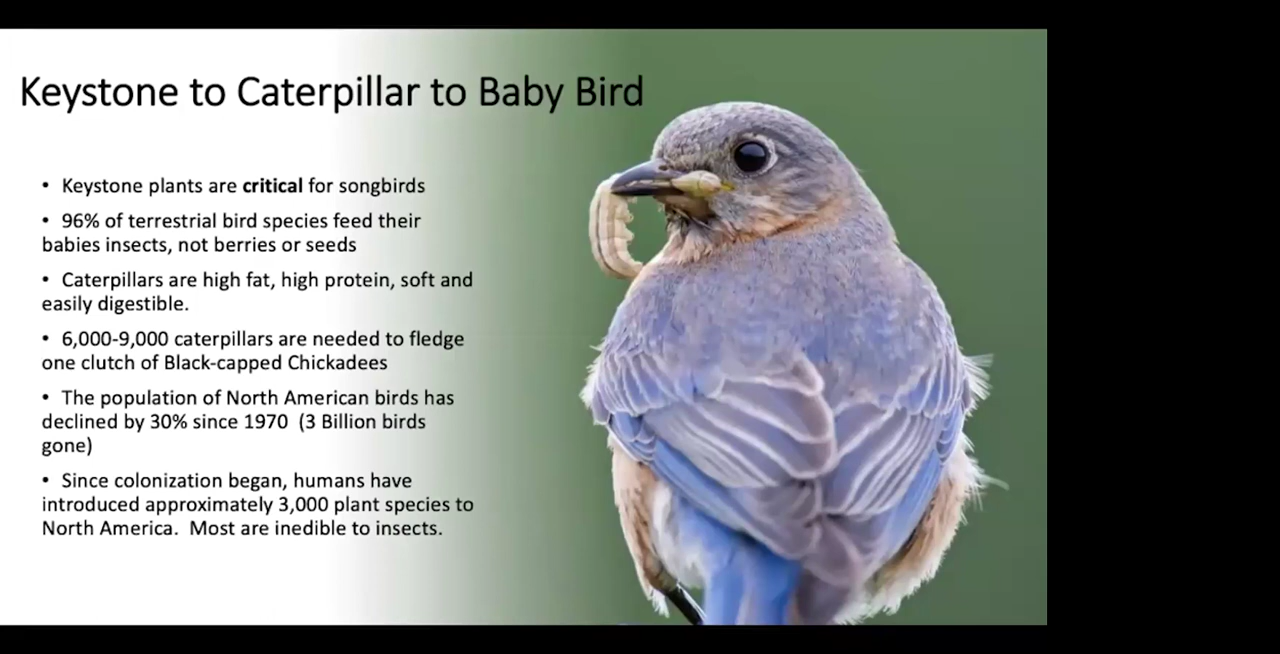 Keystone to Caterpillar to Baby Bird
• Keystone plants are critical for songbirds
• 96% of terrestrial bird species feed their
babies insects, not berries or seeds
• Caterpillars are high fat, high protein, soft and
easily digestible.
• 6,000-9,000 caterpillars are needed to fledge
one clutch of Black-capped Chickadees
• The population of North American birds has
declined by 30% since 1970 (3 Billion birds
gone)
• Since colonization began, humans have
introduced approximately 3,000 plant species to
North America. Most are inedible to insects.